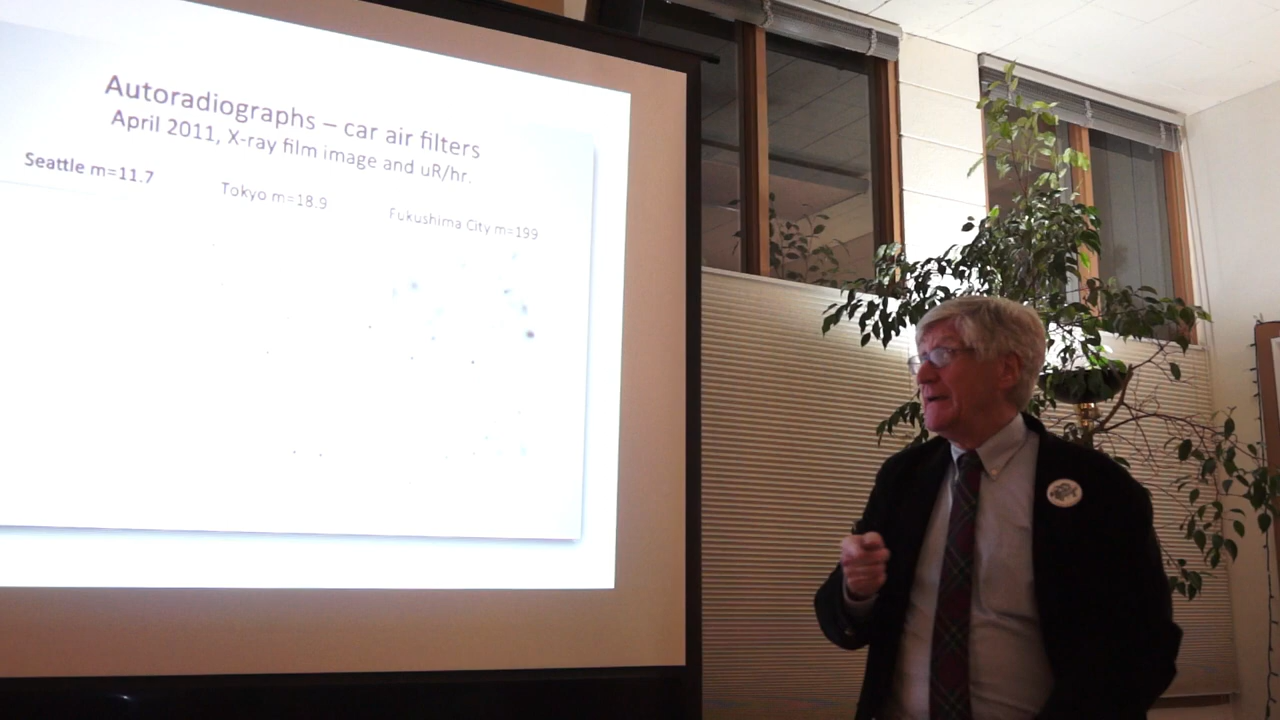 Autoradiographs – car air filters
April 2011, X-ray film image and uR/hr.
Seattle m=11.7
Tokyo m=18.9
Fukushima City m=199